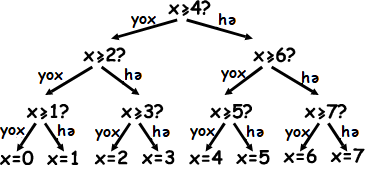 x⩾4?
yox hə
x⩾2? x⩾6?
yox hə yox hə
x⩾1? x⩾3? x⩾5? x⩾7?
yox hə yox hə yox hə yox hə
x=0 x=1 x=2 x=3 x=4 x=5 x=6 x=7